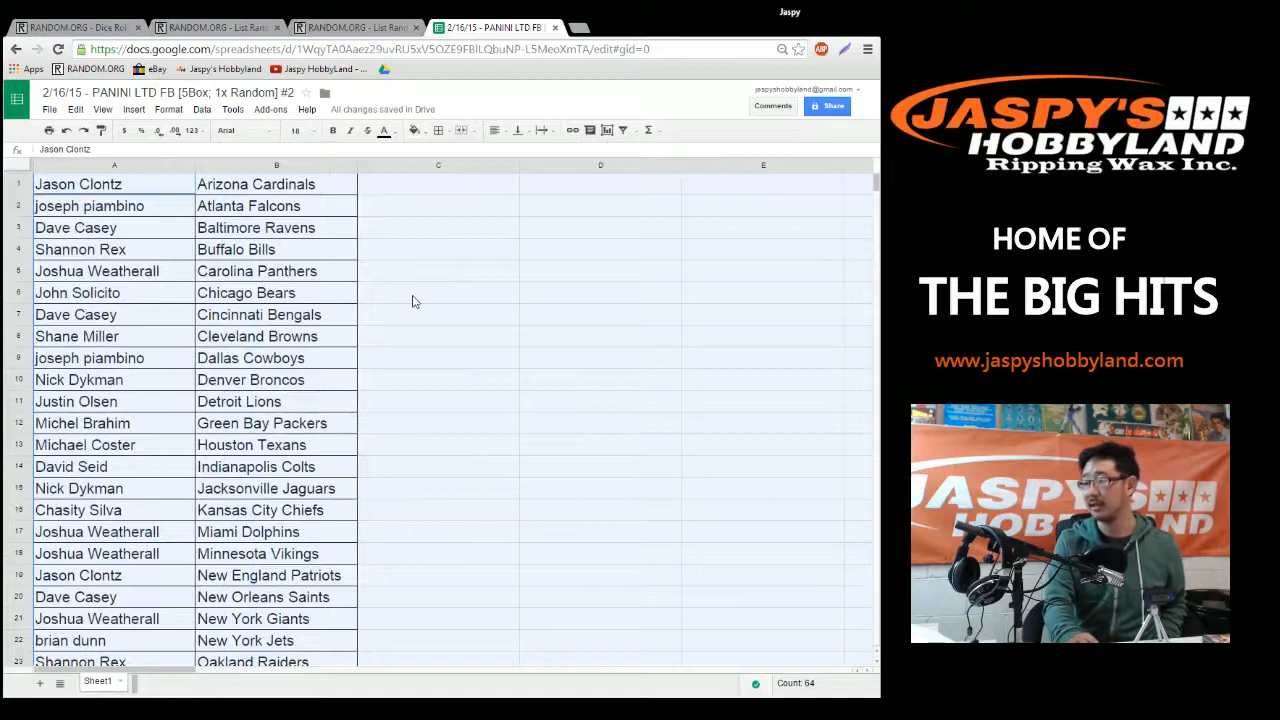 Jaspy
RANDOM.ORG - Dice Roll
RANDOM.ORG - List Rand
RANDOM.ORG - List Rand
2/16/15 - PANINI LTD FB
Apps
RANDOM.ORG
eBay
Jaspy's Hobbyland
Jaspy HobbyLand -
2/16/15 - PANINI LTD FB [5Box; 1x Random] #2
jaspyshobbyland@gmail.com
File Edit View Insert Format Data Tools Add-ons Help All changes saved in Drive
Comments
Share
$ % .0 .00 123 Arial 18 B I S A
fx Jason Clontz
A B C D E
1 Jason Clontz Arizona Cardinals
2 joseph piambino Atlanta Falcons
3 Dave Casey Baltimore Ravens
4 Shannon Rex Buffalo Bills
5 Joshua Weatherall Carolina Panthers
6 John Solicito Chicago Bears
7 Dave Casey Cincinnati Bengals
8 Shane Miller Cleveland Browns
9 joseph piambino Dallas Cowboys
10 Nick Dykman Denver Broncos
11 Justin Olsen Detroit Lions
12 Michel Brahim Green Bay Packers
13 Michael Coster Houston Texans
14 David Seid Indianapolis Colts
15 Nick Dykman Jacksonville Jaguars
16 Chasity Silva Kansas City Chiefs
17 Joshua Weatherall Miami Dolphins
18 Joshua Weatherall Minnesota Vikings
19 Jason Clontz New England Patriots
20 Dave Casey New Orleans Saints
21 Joshua Weatherall New York Giants
22 brian dunn New York Jets
23 Shannon Rex Oakland Raiders
Sheet1
Count: 64
JASPY'S
HOBBYLAND
Ripping Wax Inc.
HOME OF
THE BIG HITS
www.jaspyshobbyland.com
JASPY'S
HOBBYLAND